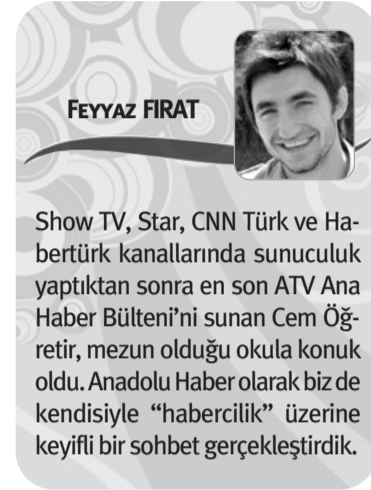 FEYYAZ FIRAT
Show TV, Star, CNN Türk ve Ha-
bertürk kanallarında sunuculuk
yaptıktan sonra en son ATV Ana
Haber Bülteni’ni sunan Cem Öğ-
retir, mezun olduğu okula konuk
oldu. Anadolu Haber olarak biz de
kendisiyle “habercilik” üzerine
keyifli bir sohbet gerçekleştirdik.